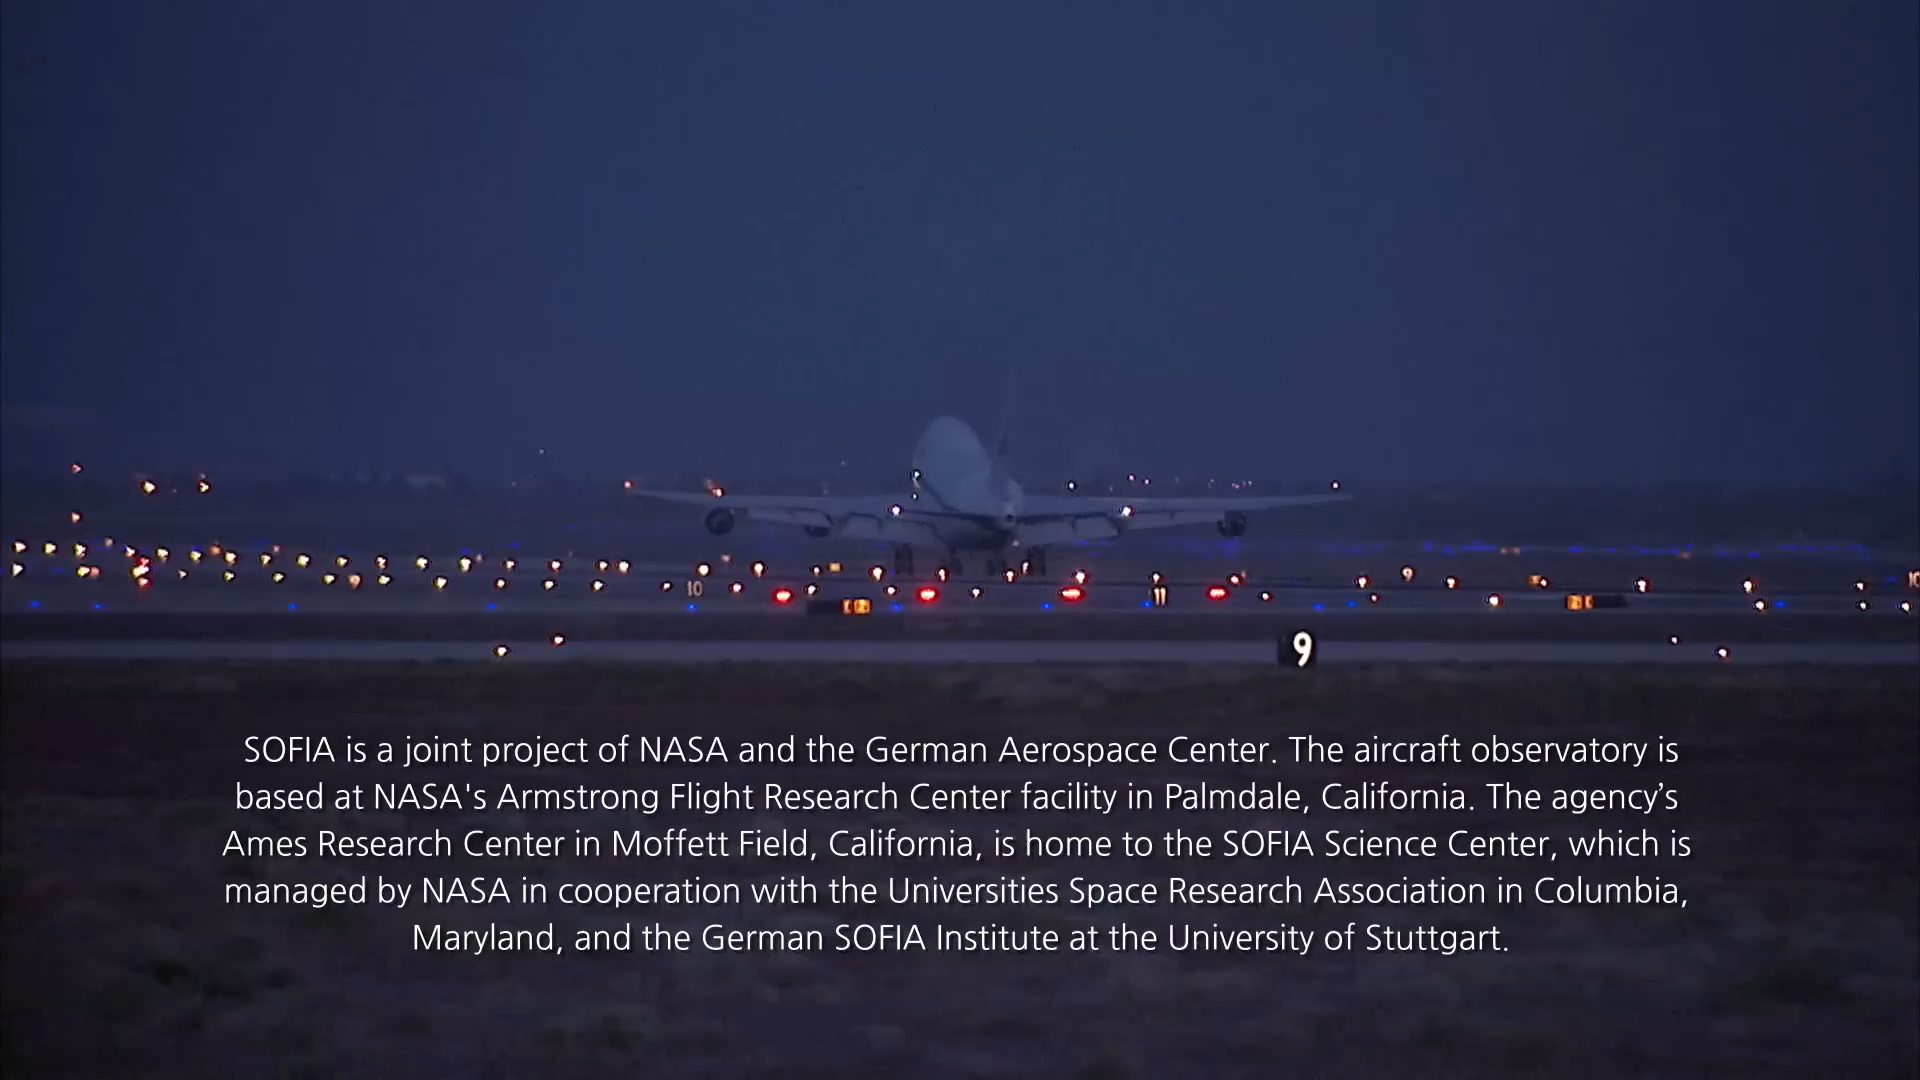 10
9
10
11
9
SOFIA is a joint project of NASA and the German Aerospace Center. The aircraft observatory is
based at NASA's Armstrong Flight Research Center facility in Palmdale, California. The agency’s
Ames Research Center in Moffett Field, California, is home to the SOFIA Science Center, which is
managed by NASA in cooperation with the Universities Space Research Association in Columbia,
Maryland, and the German SOFIA Institute at the University of Stuttgart.